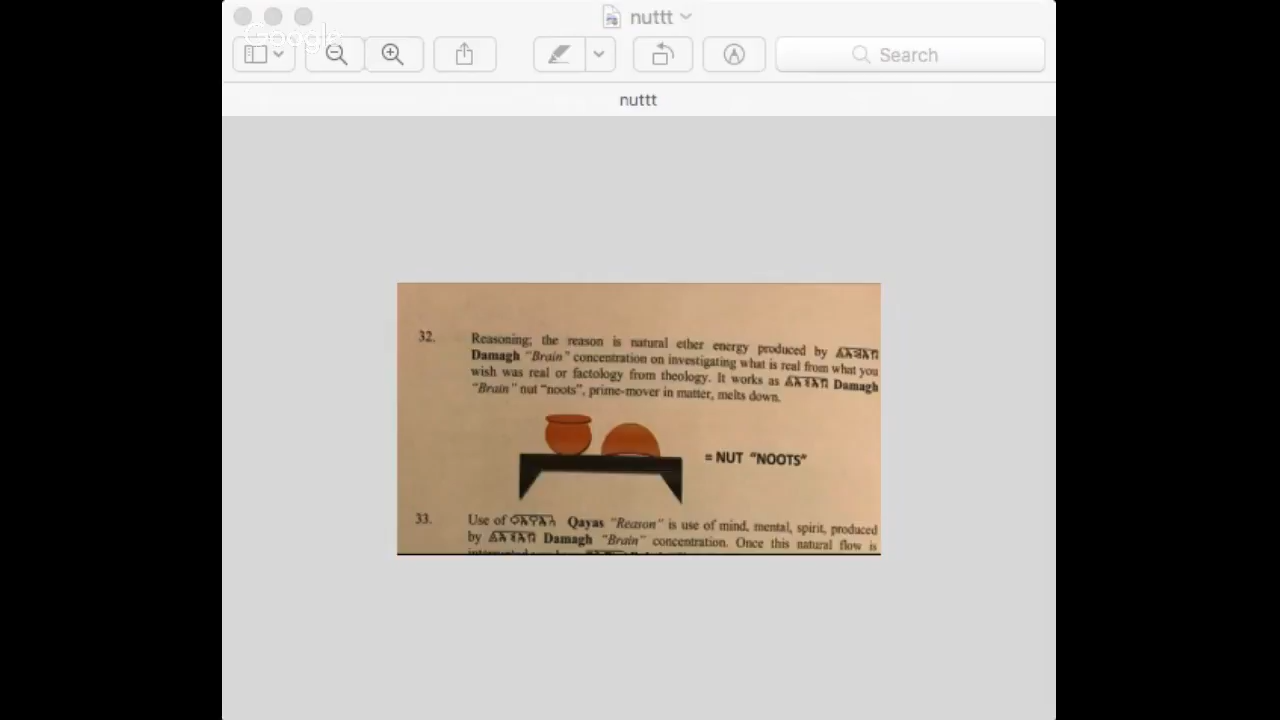 nuttt
Google
Search
nuttt
32. Reasoning; the reason is natural ether energy produced by
Damagh "Brain" concentration on investigating what is real from what you
wish was real or factology from theology. It works as Damagh
"Brain" nut "noots", prime-mover in matter, melts down.
= NUT "NOOTS"
33. Use of Qayas "Reason" is use of mind, mental, spirit, produced
by Damagh "Brain" concentration. Once this natural flow is